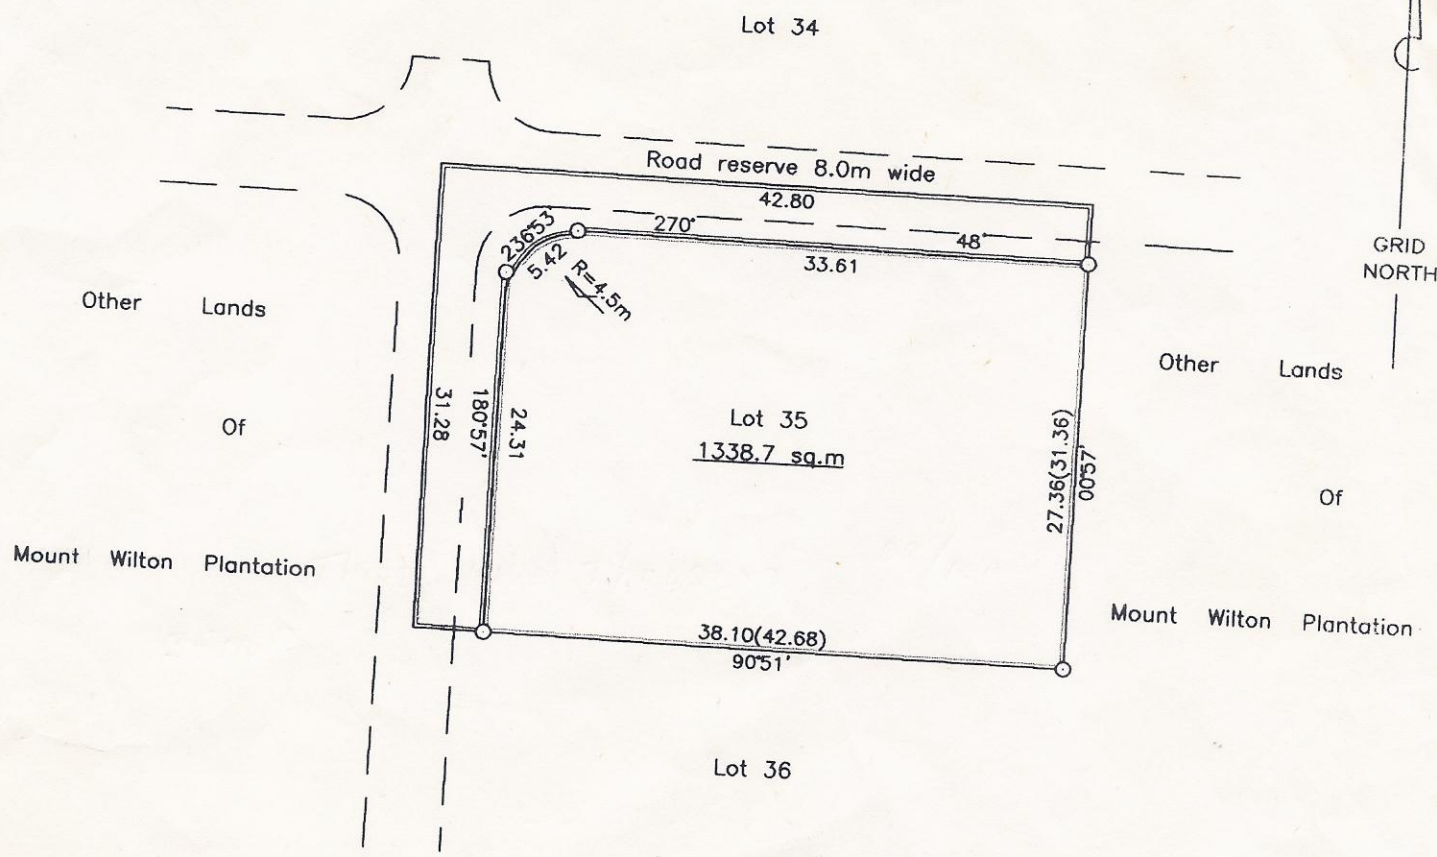 Lot 34
Road reserve 8.0m wide
42.80
236°53'
5.42
R=4.5m
270° 48'
33.61
GRID
NORTH
Other Lands
Of
Mount Wilton Plantation
31.28
180°57'
24.31
Lot 35
1338.7 sq.m
27.36(31.36)
00°57'
Other Lands
Of
Mount Wilton Plantation
38.10(42.68)
90°51'
Lot 36